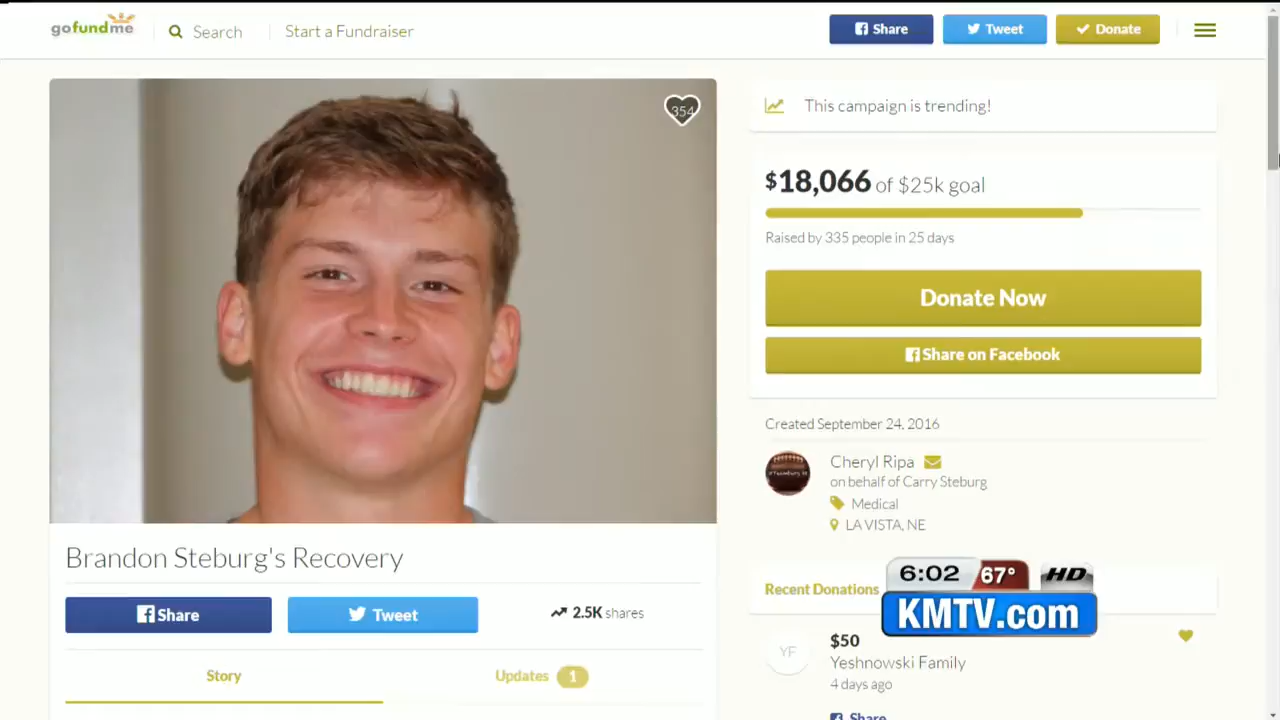 gofundme
Search
Start a Fundraiser
Share
Tweet
Donate
354
This campaign is trending!
$18,066 of $25k goal
Raised by 335 people in 25 days
Donate Now
Share on Facebook
Created September 24, 2016
Cheryl Ripa
on behalf of Carry Steburg
Medical
LA VISTA, NE
Brandon Steburg's Recovery
Share
Tweet
2.5K shares
Story
Updates 1
Recent Donations
6:02 67° HD
KMTV.com
YF
$50
Yeshnowski Family
4 days ago
Share